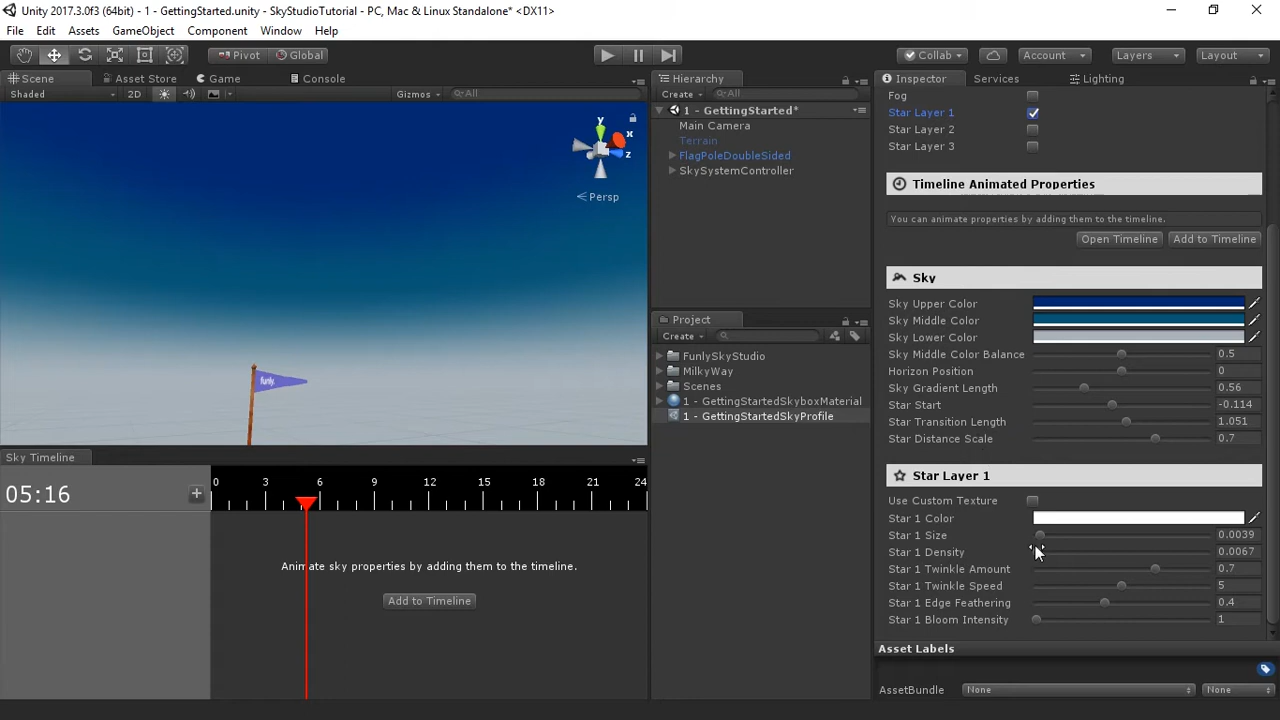 Unity 2017.3.0f3 (64bit) - 1 - GettingStarted.unity - SkyStudioTutorial - PC, Mac & Linux Standalone* <DX11>
File Edit Assets GameObject Component Window Help
Pivot Global Collab Account Layers Layout
Scene Asset Store Game Console
Shaded 2D Gizmos All
y
x
z
Persp
funly.
Hierarchy
Create All
1 - GettingStarted*
Main Camera
Terrain
FlagPoleDoubleSided
SkySystemController
Project
Create
FunlySkyStudio
MilkyWay
Scenes
1 - GettingStartedSkyboxMaterial
1 - GettingStartedSkyProfile
Sky Timeline
05:16
0 3 6 9 12 15 18 21 24
Animate sky properties by adding them to the timeline.
Add to Timeline
Inspector Services Lighting
Fog
Star Layer 1
Star Layer 2
Star Layer 3
Timeline Animated Properties
You can animate properties by adding them to the timeline.
Open Timeline Add to Timeline
Sky
Sky Upper Color
Sky Middle Color
Sky Lower Color
Sky Middle Color Balance 0.5
Horizon Position 0
Sky Gradient Length 0.56
Star Start -0.114
Star Transition Length 1.051
Star Distance Scale 0.7
Star Layer 1
Use Custom Texture
Star 1 Color
Star 1 Size 0.0039
Star 1 Density 0.0067
Star 1 Twinkle Amount 0.7
Star 1 Twinkle Speed 5
Star 1 Edge Feathering 0.4
Star 1 Bloom Intensity 1
Asset Labels
AssetBundle None None